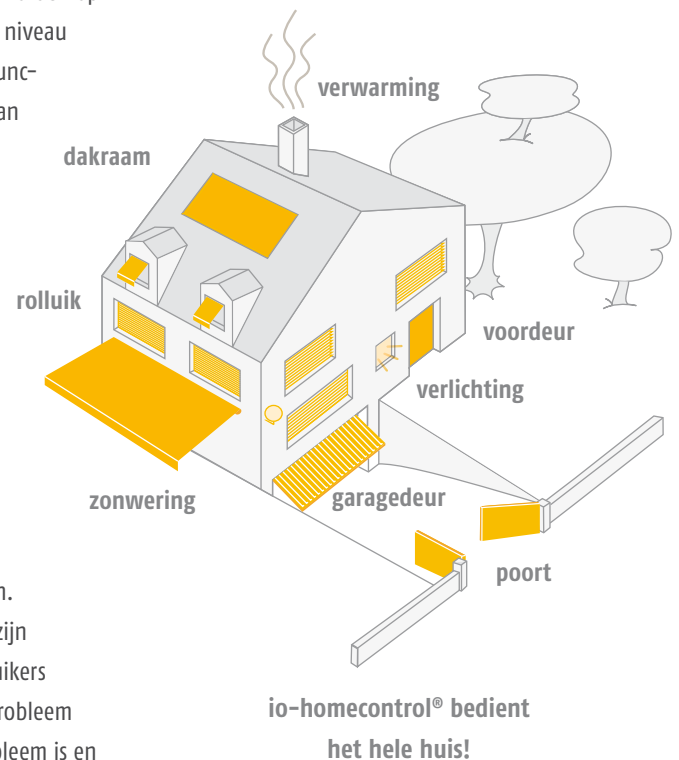 niveau
func-
an
verwarming
dakraam
rolluik
voordeur
verlichting
zonwering
garagedeur
poort
n.
zijn
uikers
robleem
bleem is en
io-homecontrol® bedient
het hele huis!